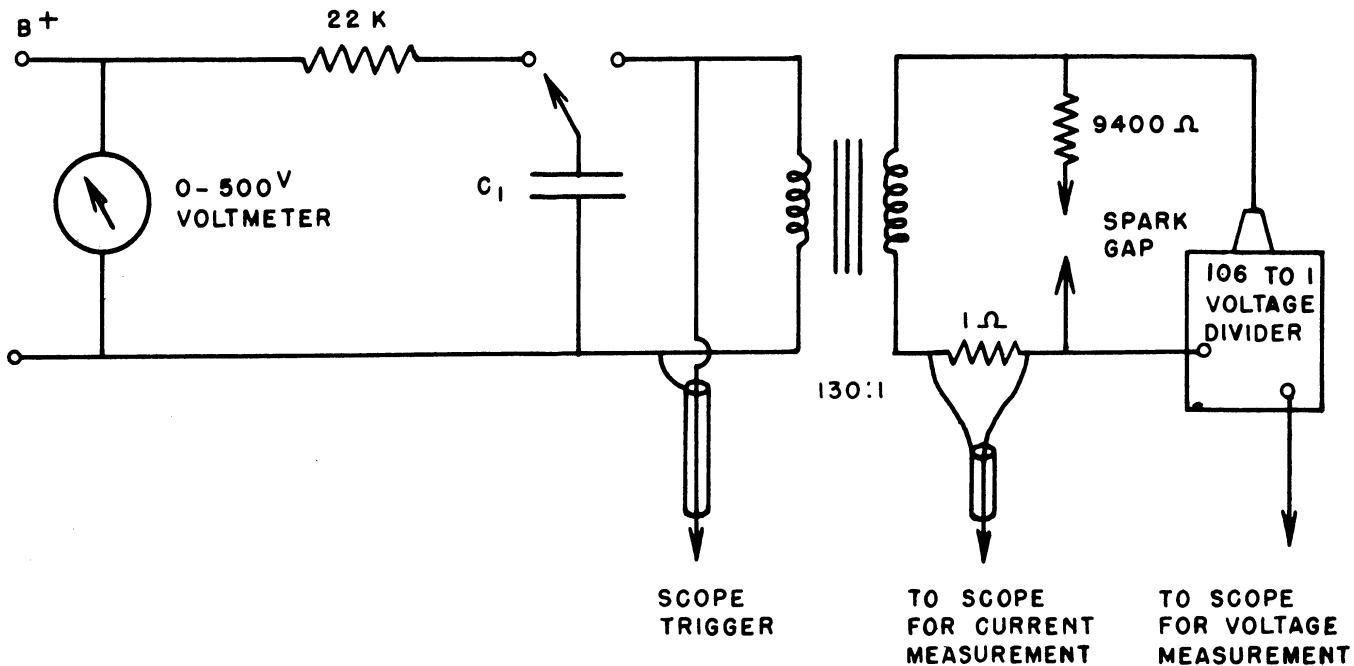 B+
22 K
0-500V
VOLTMETER
C1
9400 Ω
SPARK
GAP
106 TO 1
VOLTAGE
DIVIDER
1 Ω
130:1
SCOPE
TRIGGER
TO SCOPE
FOR CURRENT
MEASUREMENT
TO SCOPE
FOR VOLTAGE
MEASUREMENT